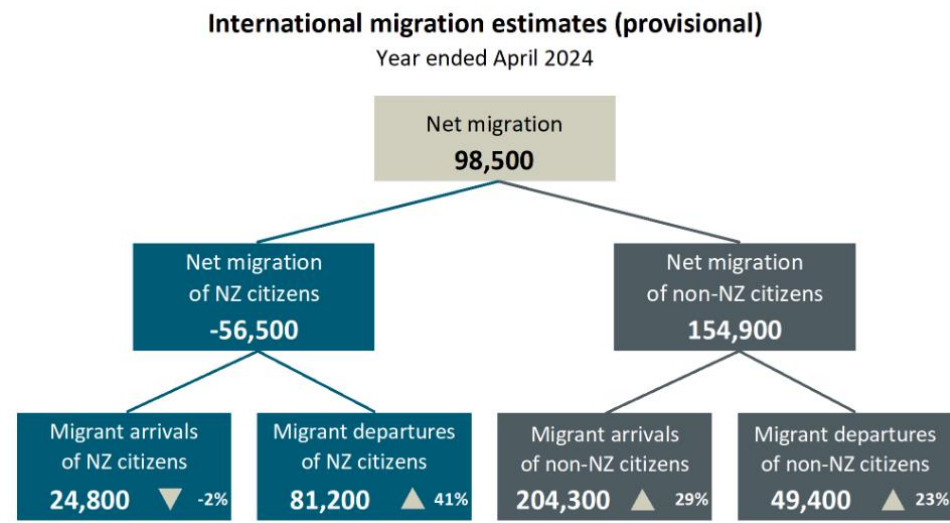 International migration estimates (provisional)
Year ended April 2024
Net migration
98,500
Net migration
of NZ citizens
-56,500
Net migration
of non-NZ citizens
154,900
Migrant arrivals
of NZ citizens
24,800 ▼ -2%
Migrant departures
of NZ citizens
81,200 ▲ 41%
Migrant arrivals
of non-NZ citizens
204,300 ▲ 29%
Migrant departures
of non-NZ citizens
49,400 ▲ 23%